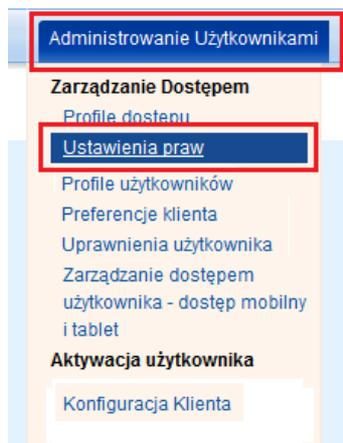 Administrowanie Użytkownikami
Zarządzanie Dostępem
Profile dostępu
Ustawienia praw
Profile użytkowników
Preferencje klienta
Uprawnienia użytkownika
Zarządzanie dostępem
użytkownika - dostęp mobilny
i tablet
Aktywacja użytkownika
Konfiguracja Klienta